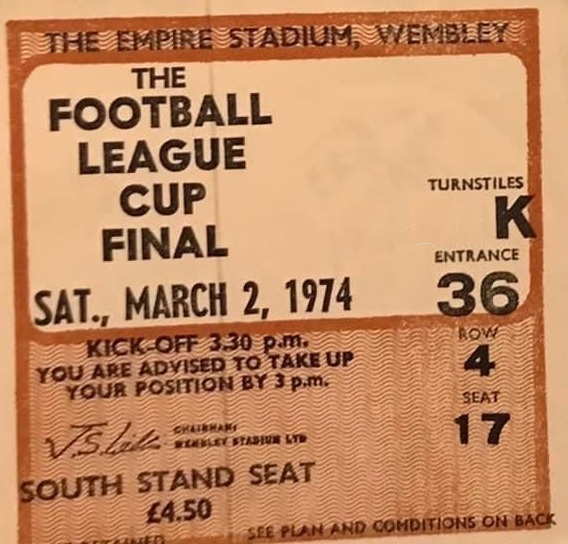 THE EMPIRE STADIUM, WEMBLEY
THE
FOOTBALL
LEAGUE
CUP
FINAL
SAT., MARCH 2, 1974
TURNSTILES
K
ENTRANCE
36
ROW
4
SEAT
17
KICK-OFF 3.30 p.m.
YOU ARE ADVISED TO TAKE UP
YOUR POSITION BY 3 p.m.
CHAIRMAN:
WEMBLEY STADIUM LTD
SOUTH STAND SEAT
£4.50
SEE PLAN AND CONDITIONS ON BACK
RETAINED